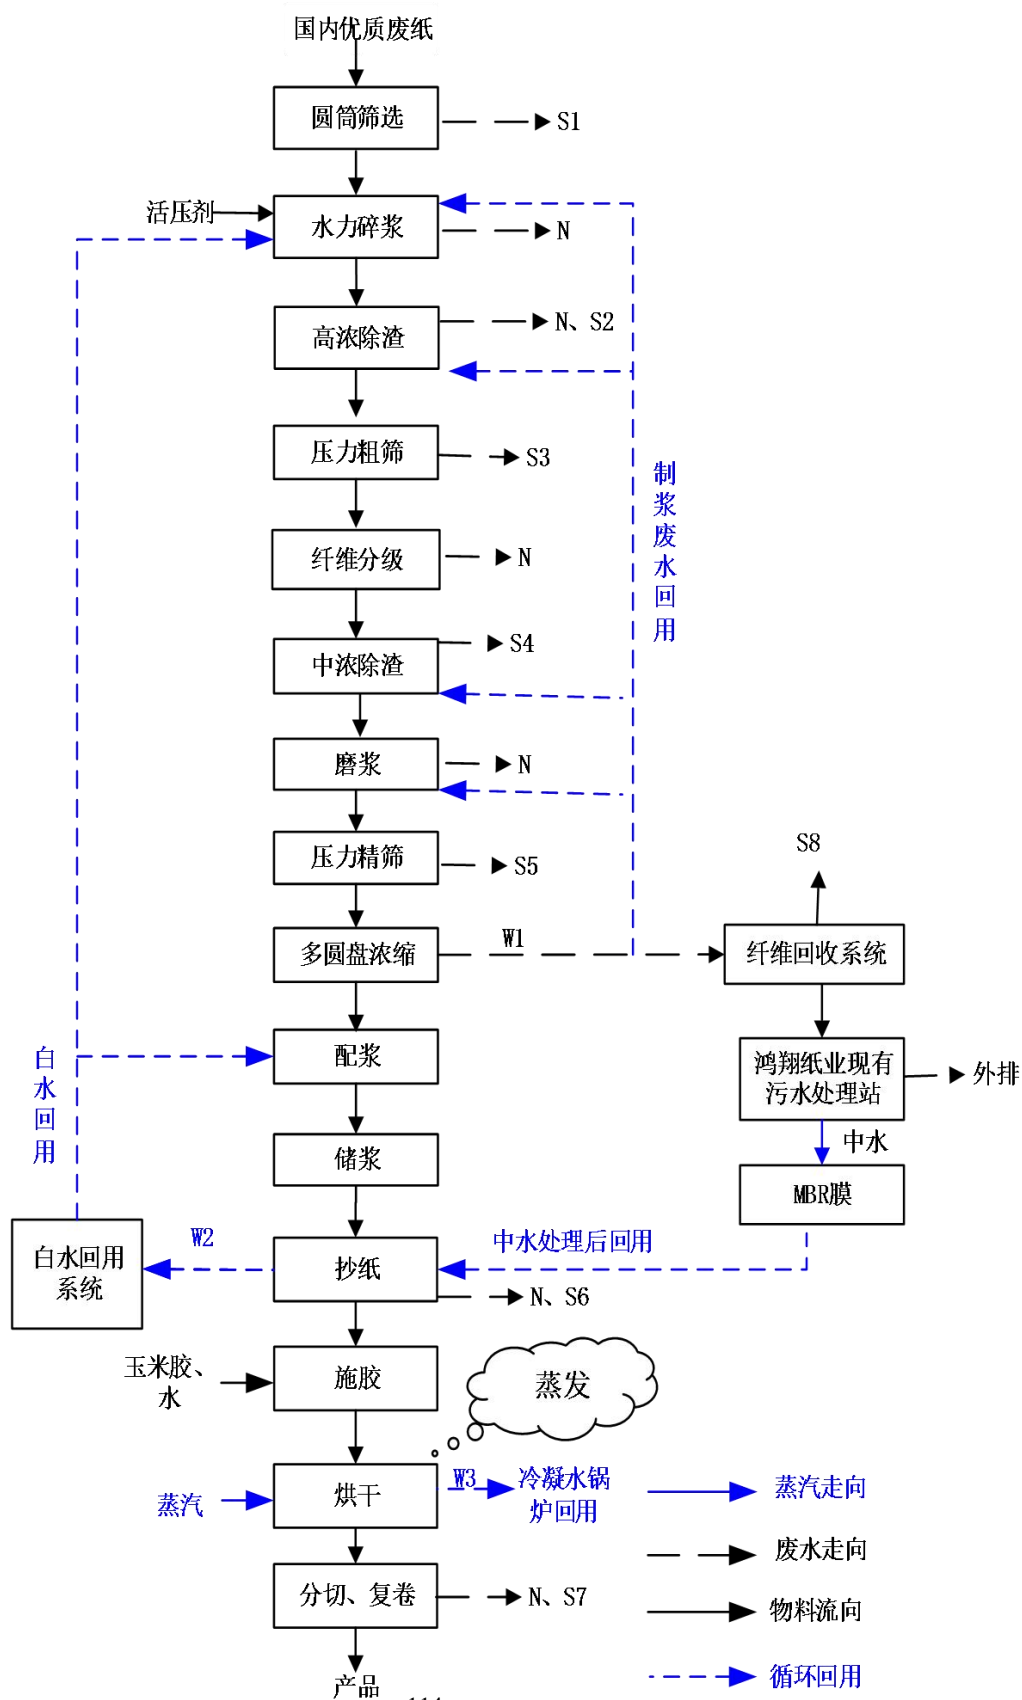 国内优质废纸
圆筒筛选
S1
活压剂
水力碎浆
N
高浓除渣
N、S2
压力粗筛
S3
制浆废水回用
纤维分级
N
中浓除渣
S4
磨浆
N
压力精筛
S5
S8
多圆盘浓缩
W1
纤维回收系统
白水回用
配浆
鸿翔纸业现有
污水处理站
外排
中水
储浆
MBR膜
白水回用
系统
W2
抄纸
中水处理后回用
N、S6
玉米胶、
水
施胶
蒸发
蒸汽
烘干
W3
冷凝水锅
炉回用
蒸汽走向
废水走向
分切、复卷
N、S7
物料流向
循环回用
产品